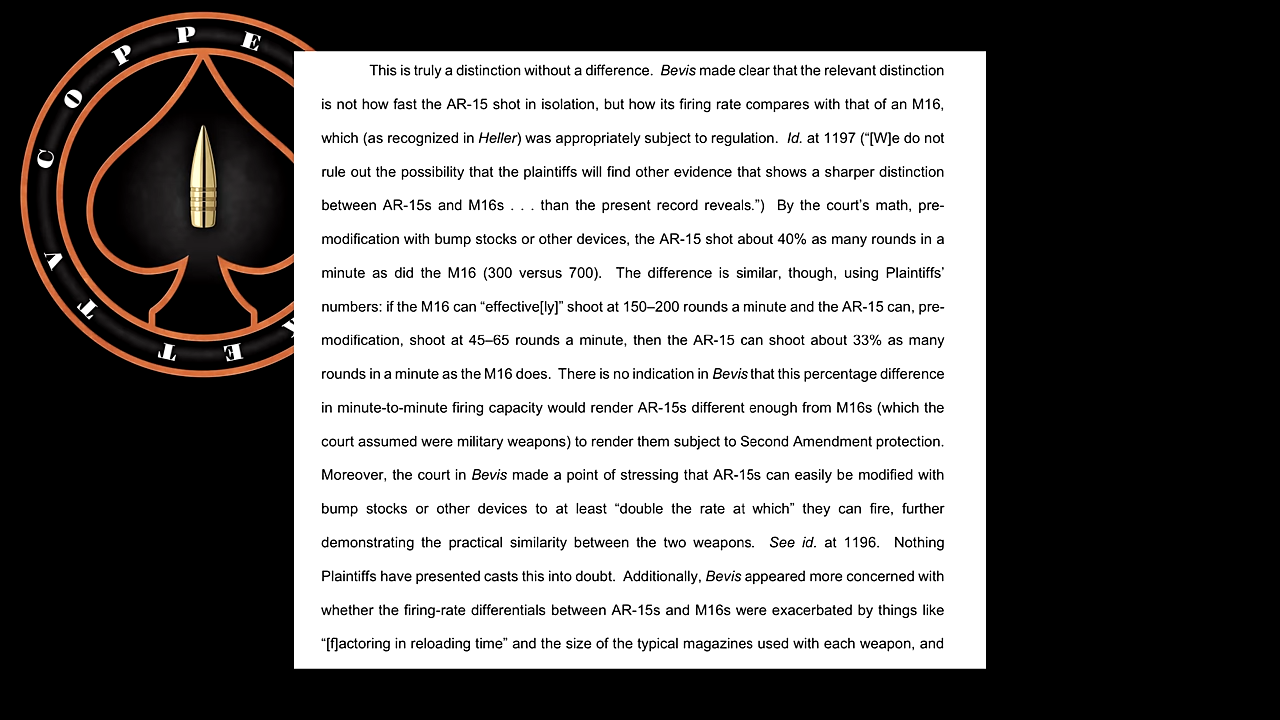 COPPE
This is truly a distinction without a difference. Bevis made clear that the relevant distinction
is not how fast the AR-15 shot in isolation, but how its firing rate compares with that of an M16,
which (as recognized in Heller) was appropriately subject to regulation. Id. at 1197 (“[W]e do not
rule out the possibility that the plaintiffs will find other evidence that shows a sharper distinction
between AR-15s and M16s . . . than the present record reveals.”) By the court’s math, pre-
modification with bump stocks or other devices, the AR-15 shot about 40% as many rounds in a
minute as did the M16 (300 versus 700). The difference is similar, though, using Plaintiffs’
numbers: if the M16 can “effective[ly]” shoot at 150–200 rounds a minute and the AR-15 can, pre-
modification, shoot at 45–65 rounds a minute, then the AR-15 can shoot about 33% as many
rounds in a minute as the M16 does. There is no indication in Bevis that this percentage difference
in minute-to-minute firing capacity would render AR-15s different enough from M16s (which the
court assumed were military weapons) to render them subject to Second Amendment protection.
Moreover, the court in Bevis made a point of stressing that AR-15s can easily be modified with
bump stocks or other devices to at least “double the rate at which” they can fire, further
demonstrating the practical similarity between the two weapons. See id. at 1196. Nothing
Plaintiffs have presented casts this into doubt. Additionally, Bevis appeared more concerned with
whether the firing-rate differentials between AR-15s and M16s were exacerbated by things like
“[f]actoring in reloading time” and the size of the typical magazines used with each weapon, and